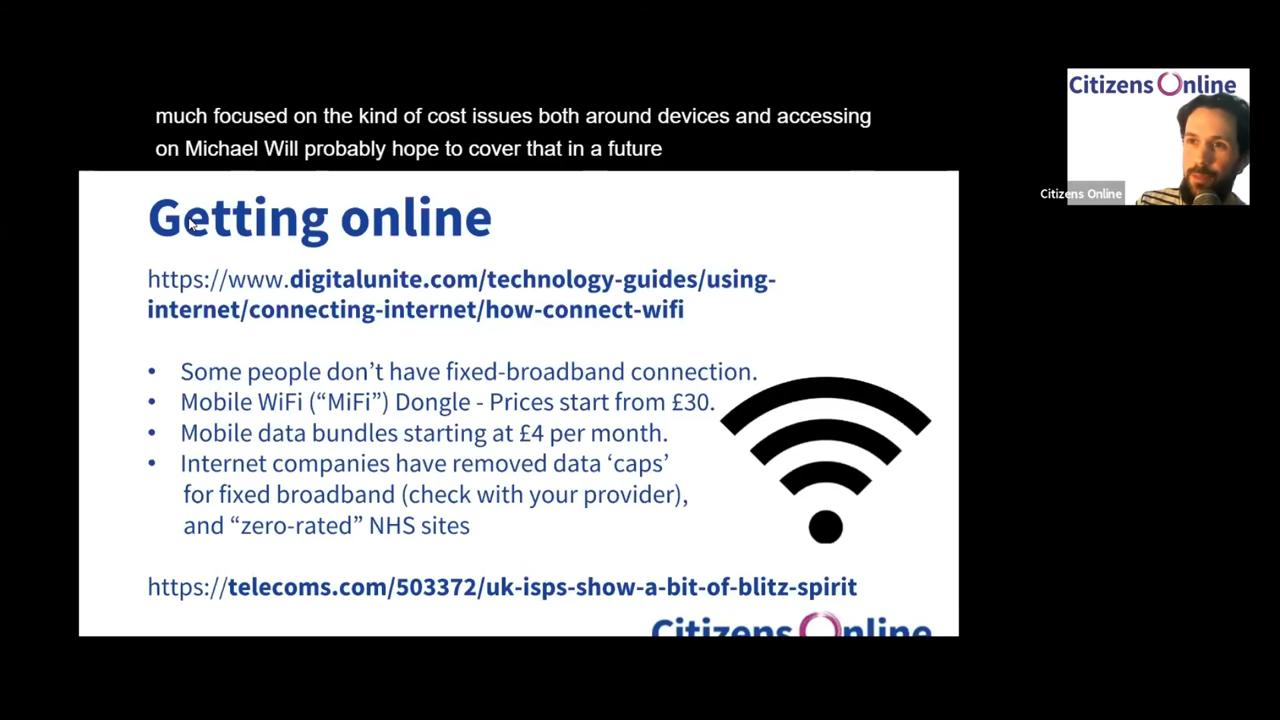 much focused on the kind of cost issues both around devices and accessing
on Michael Will probably hope to cover that in a future
Citizens Online
Citizens Online
Getting online
https://www.digitalunite.com/technology-guides/using-
internet/connecting-internet/how-connect-wifi
• Some people don’t have fixed-broadband connection.
• Mobile WiFi (“MiFi”) Dongle - Prices start from £30.
• Mobile data bundles starting at £4 per month.
• Internet companies have removed data ‘caps’
for fixed broadband (check with your provider),
and “zero-rated” NHS sites
https://telecoms.com/503372/uk-isps-show-a-bit-of-blitz-spirit
Citizens Online